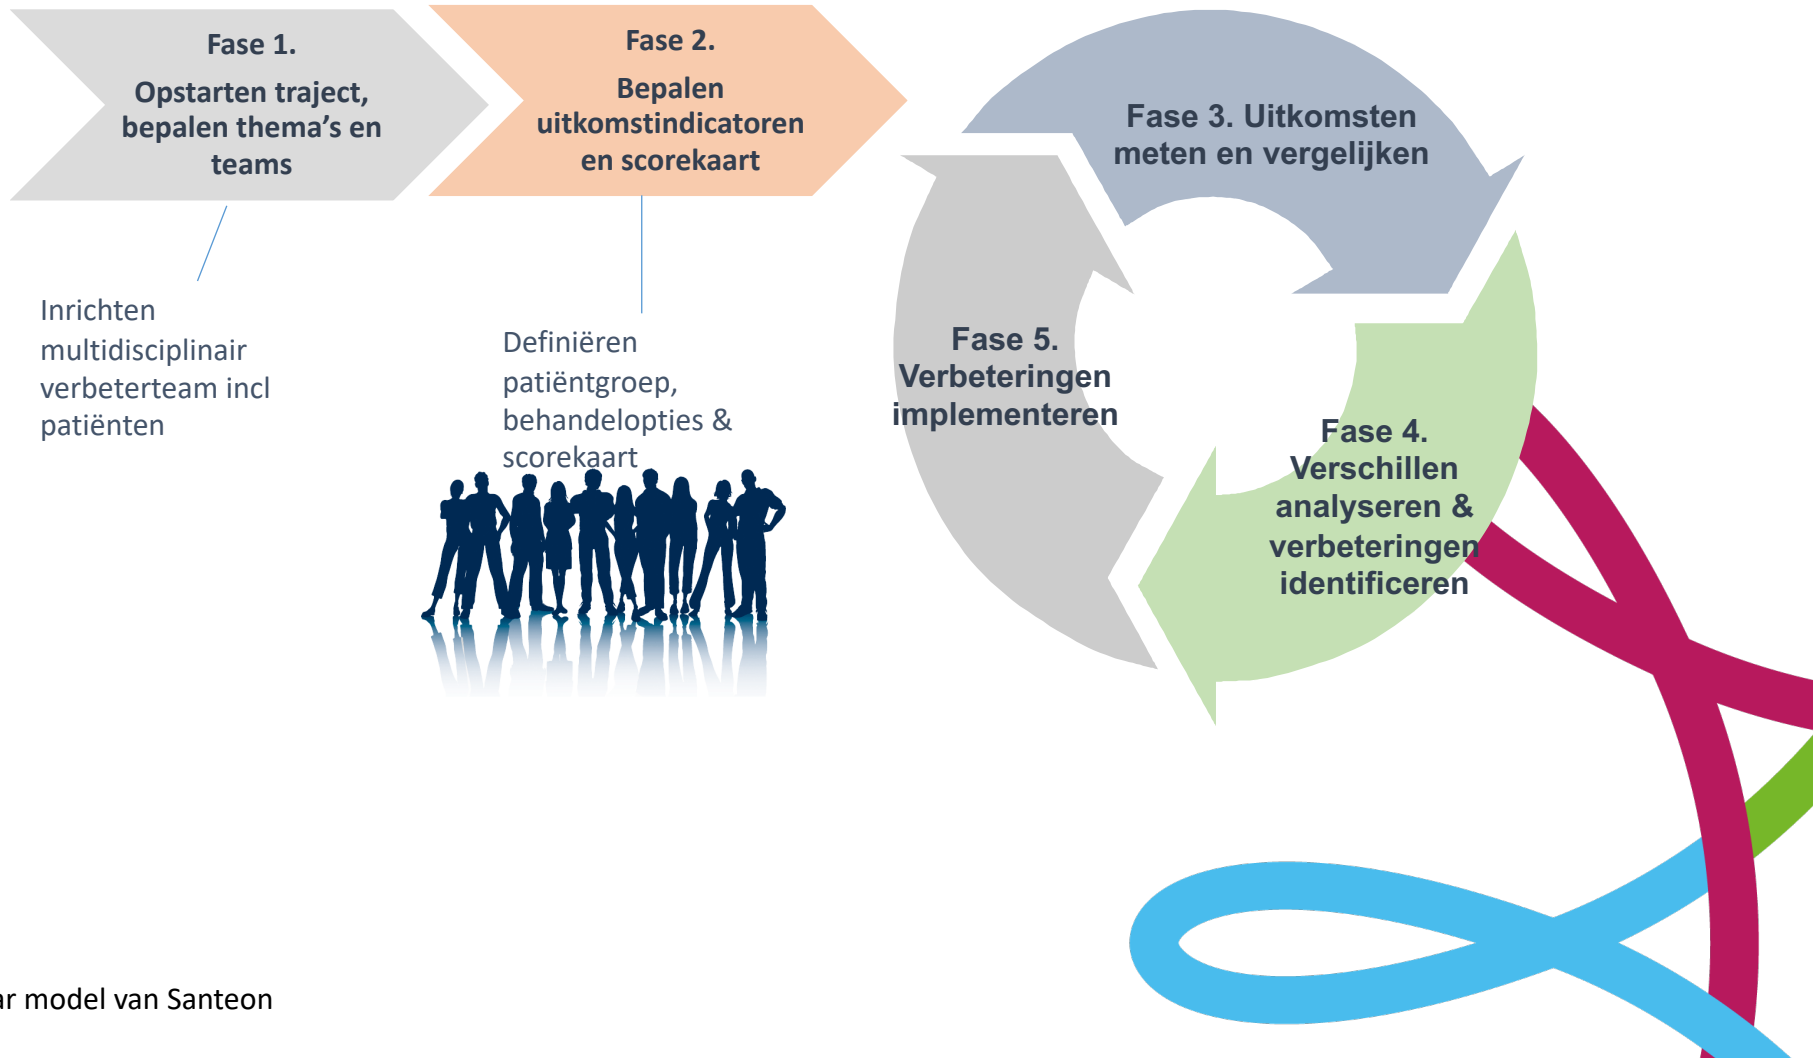 Fase 1.
Opstarten traject,
bepalen thema’s en
teams
Fase 2.
Bepalen
uitkomstindicatoren
en scorekaart
Fase 3. Uitkomsten
meten en vergelijken
Inrichten
multidisciplinair
verbeterteam incl
patiënten
Definiëren
patiëntgroep,
behandelopties &
scorekaart
Fase 5.
Verbeteringen
implementeren
Fase 4.
Verschillen
analyseren &
verbeteringen
identificeren
model van Santeon